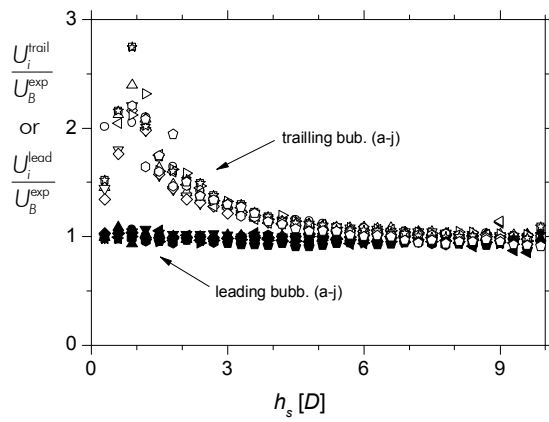 U_i^trail
U_B^exp
or
U_i^lead
U_B^exp
3
2
1
0
trailling bub. (a-j)
leading bubb. (a-j)
0 3 6 9
h_s [D]